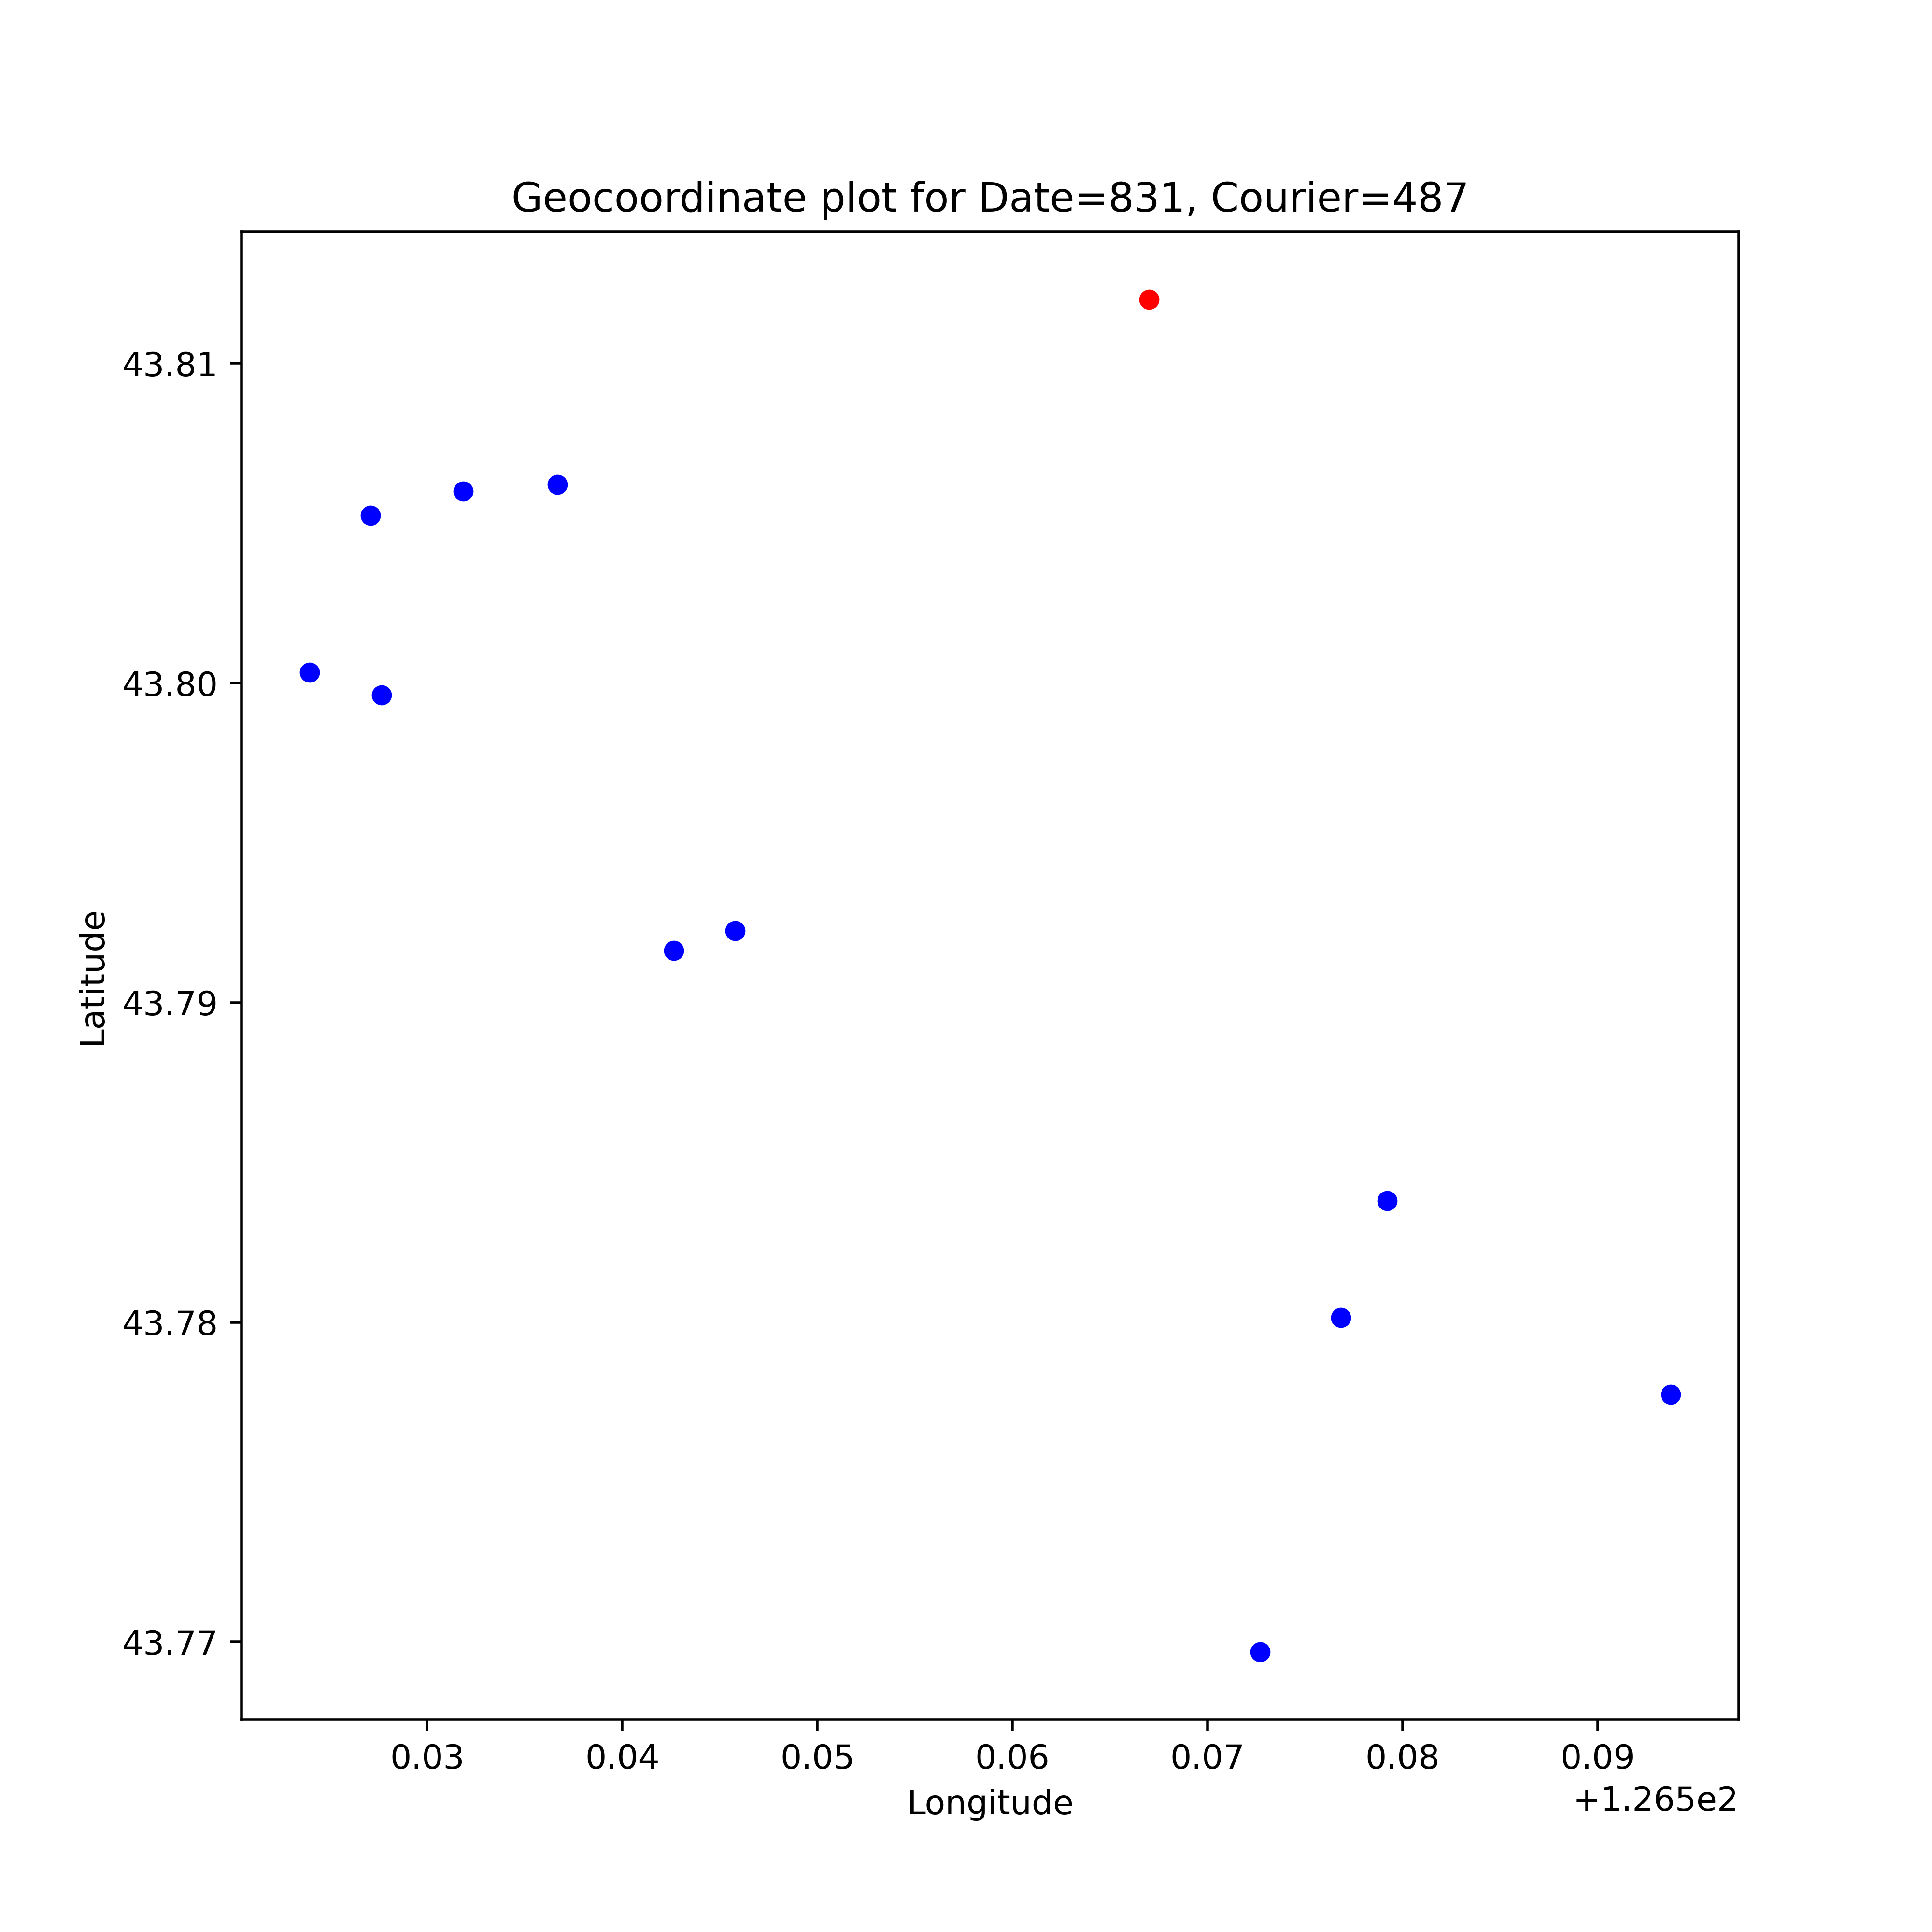 Geocoordinate plot for Date=831, Courier=487
Latitude
43.81
43.80
43.79
43.78
43.77
0.03 0.04 0.05 0.06 0.07 0.08 0.09
+1.265e2
Longitude